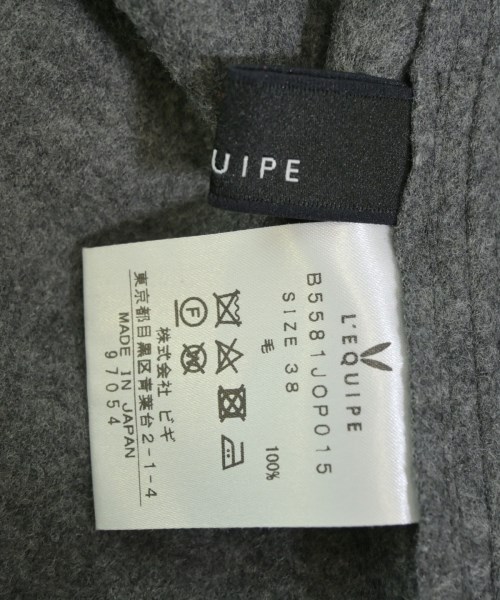 UIPE
L'EQUIPE
B5581JOP015
SIZE 38
毛 100%
F
株式会社 ビギ
東京都目黒区青葉台2-1-4
MADE IN JAPAN
97054